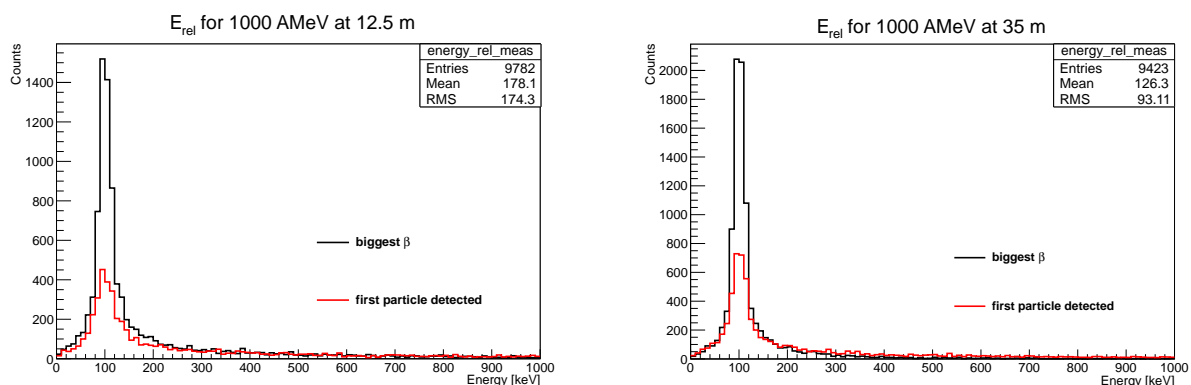 E_rel for 1000 AMeV at 12.5 m
Counts
energy_rel_meas
Entries 9782
Mean 178.1
RMS 174.3
1400
1200
1000
800
600
400
200
0
biggest β
first particle detected
0 100 200 300 400 500 600 700 800 900 1000
Energy [keV]
E_rel for 1000 AMeV at 35 m
Counts
energy_rel_meas
Entries 9423
Mean 126.3
RMS 93.11
2000
1800
1600
1400
1200
1000
800
600
400
200
0
biggest β
first particle detected
0 100 200 300 400 500 600 700 800 900 1000
Energy [keV]